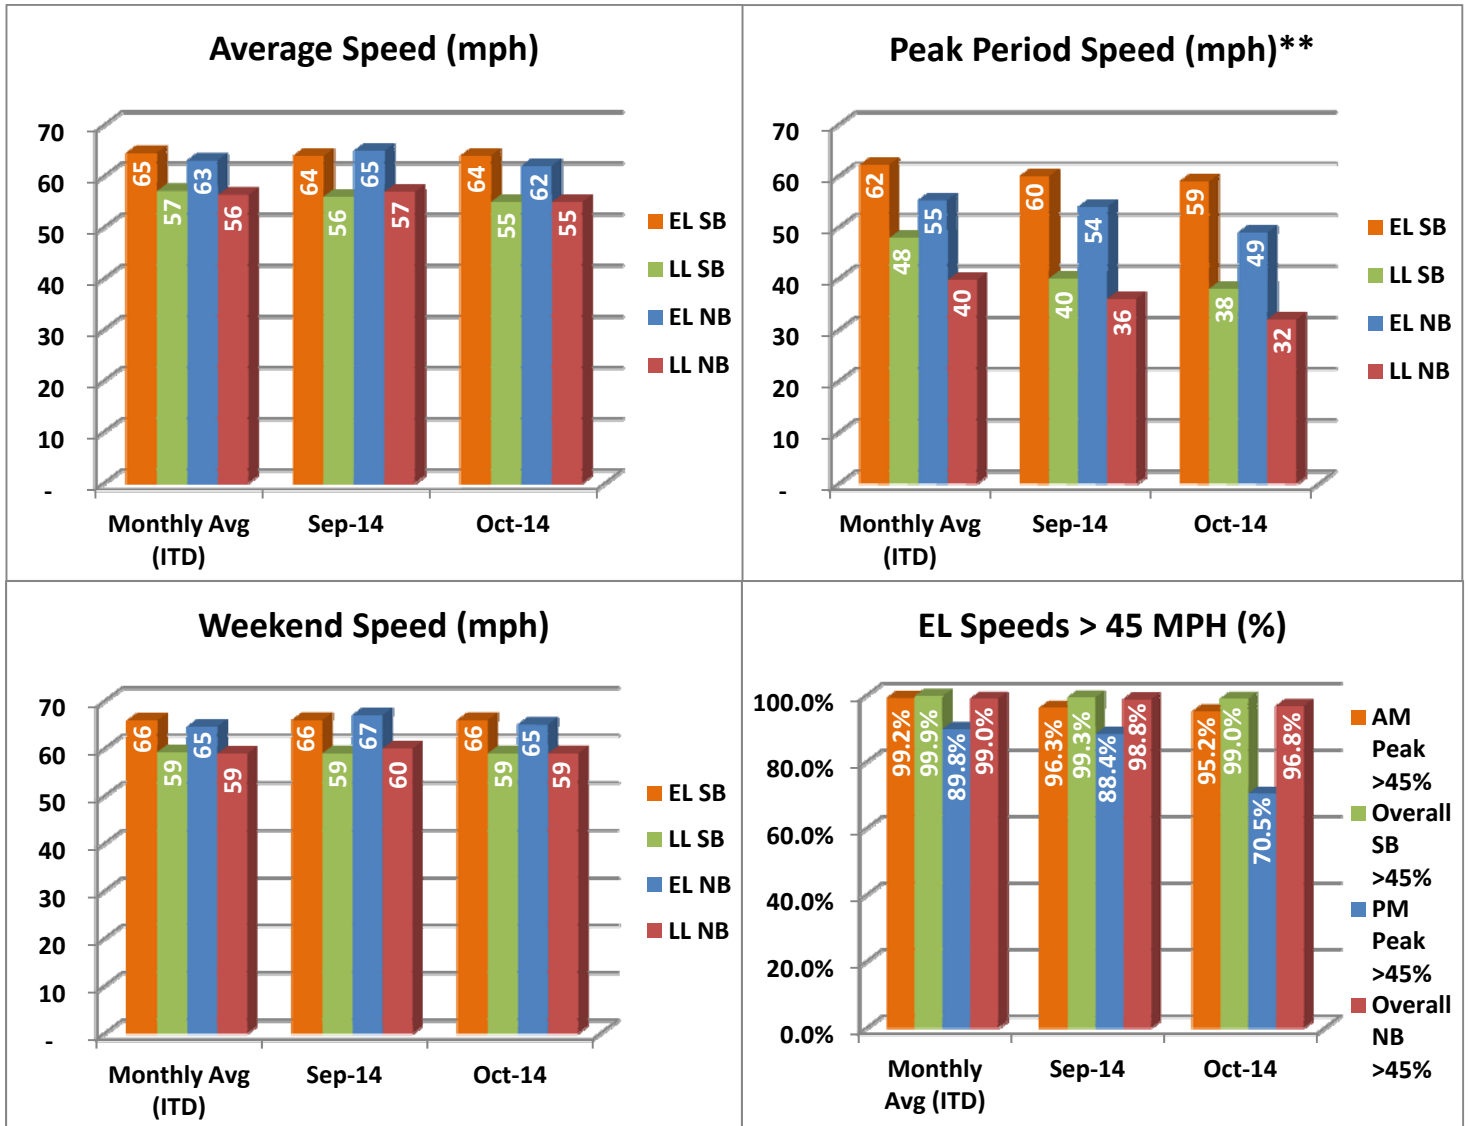 Average Speed (mph)
70
60
50
40
30
20
10
-
65
57
63
56
64
56
65
57
64
55
62
55
Monthly Avg
(ITD)
Sep-14
Oct-14
EL SB
LL SB
EL NB
LL NB
Peak Period Speed (mph)**
70
60
50
40
30
20
10
-
62
48
55
40
60
40
54
36
59
38
49
32
Monthly Avg
(ITD)
Sep-14
Oct-14
EL SB
LL SB
EL NB
LL NB
Weekend Speed (mph)
70
60
50
40
30
20
10
-
66
59
65
59
66
59
67
60
66
59
65
59
Monthly Avg
(ITD)
Sep-14
Oct-14
EL SB
LL SB
EL NB
LL NB
EL Speeds > 45 MPH (%)
100.0%
80.0%
60.0%
40.0%
20.0%
0.0%
99.2%
99.9%
89.8%
99.0%
96.3%
99.3%
88.4%
98.8%
95.2%
99.0%
70.5%
96.8%
Monthly
Avg (ITD)
Sep-14
Oct-14
AM
Peak
>45%
Overall
SB
>45%
PM
Peak
>45%
Overall
NB
>45%